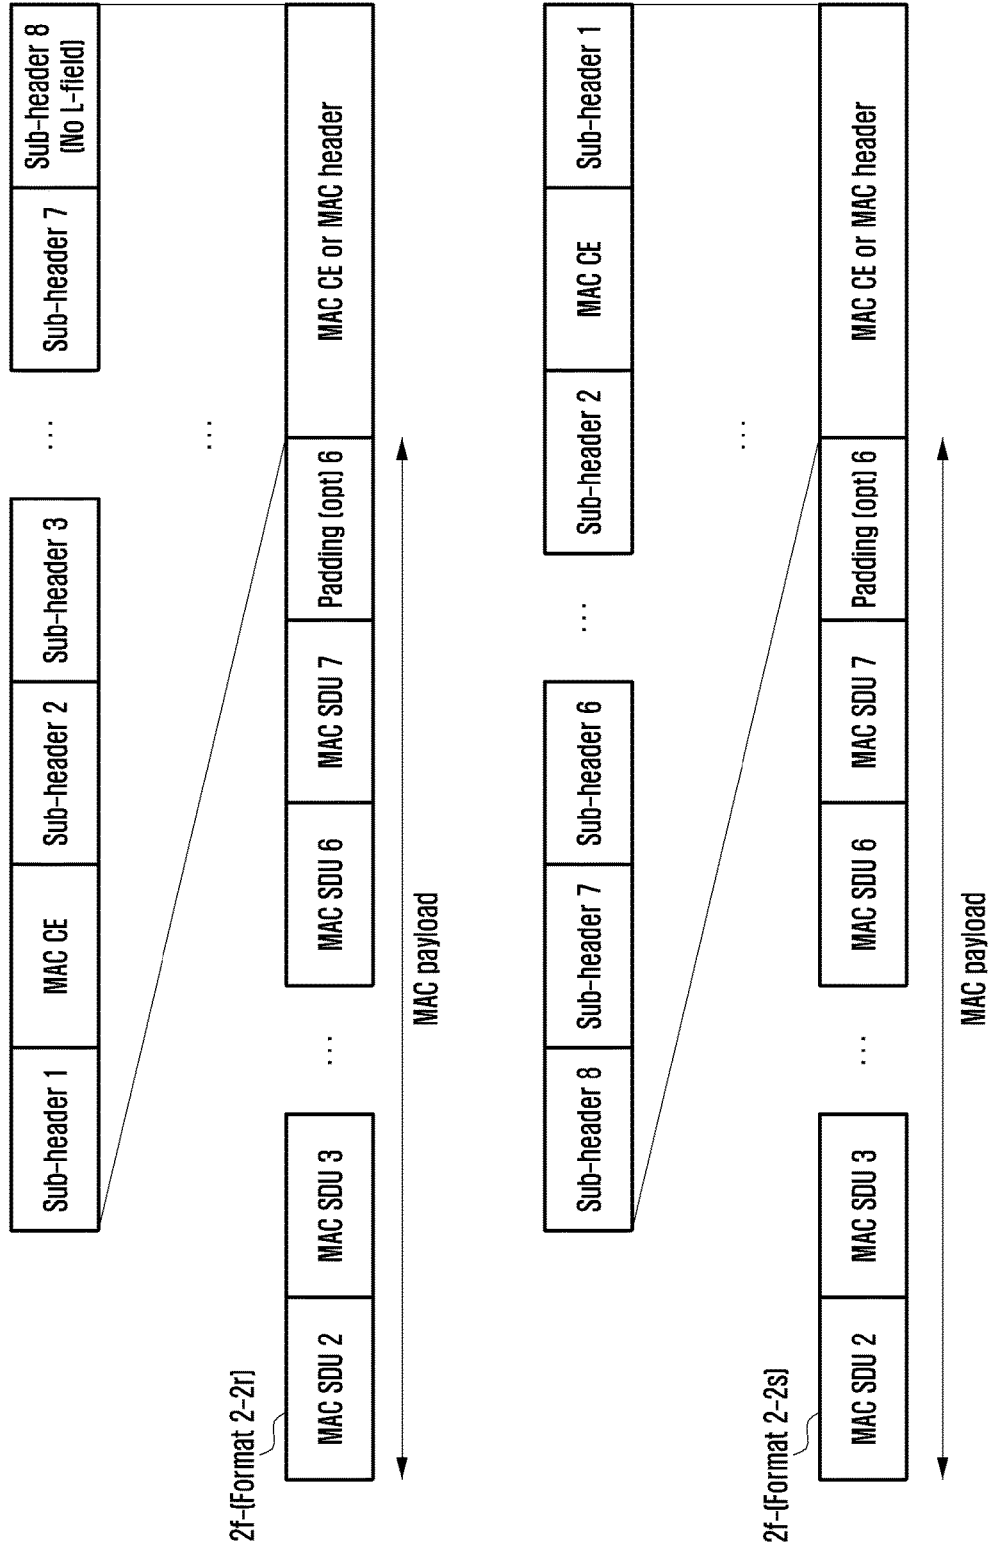 Sub-header 1
MAC CE
Sub-header 2
Sub-header 3
...
Sub-header 7
Sub-header 8
(No L-field)
...
2f-(Format 2-2r)
MAC SDU 2
MAC SDU 3
...
MAC SDU 6
MAC SDU 7
Padding (opt) 6
MAC CE or MAC header
MAC payload
Sub-header 8
Sub-header 7
Sub-header 6
...
Sub-header 2
MAC CE
Sub-header 1
...
2f-(Format 2-2s)
MAC SDU 2
MAC SDU 3
...
MAC SDU 6
MAC SDU 7
Padding (opt) 6
MAC CE or MAC header
MAC payload